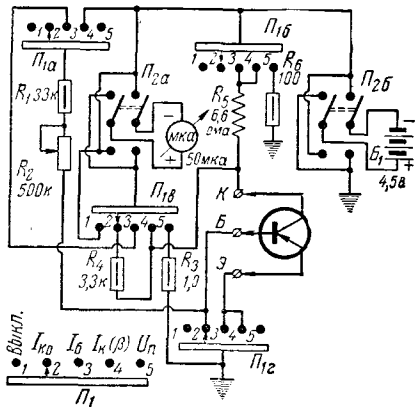 1 2 3 4 5
П1а
П1б
1 2 3 4 5
R1 33к
R2
500к
П2а
мка
50мка
R5
6,6
ома
R6
100
П2б
Б1
4,5в
П1в
1 2 3 4 5
R4
3,3к
R3
1,0
К
Б
Э
1 2 3 4 5
П1г
Выкл. Iко Iб Iк(β) Uп
1 2 3 4 5
П1